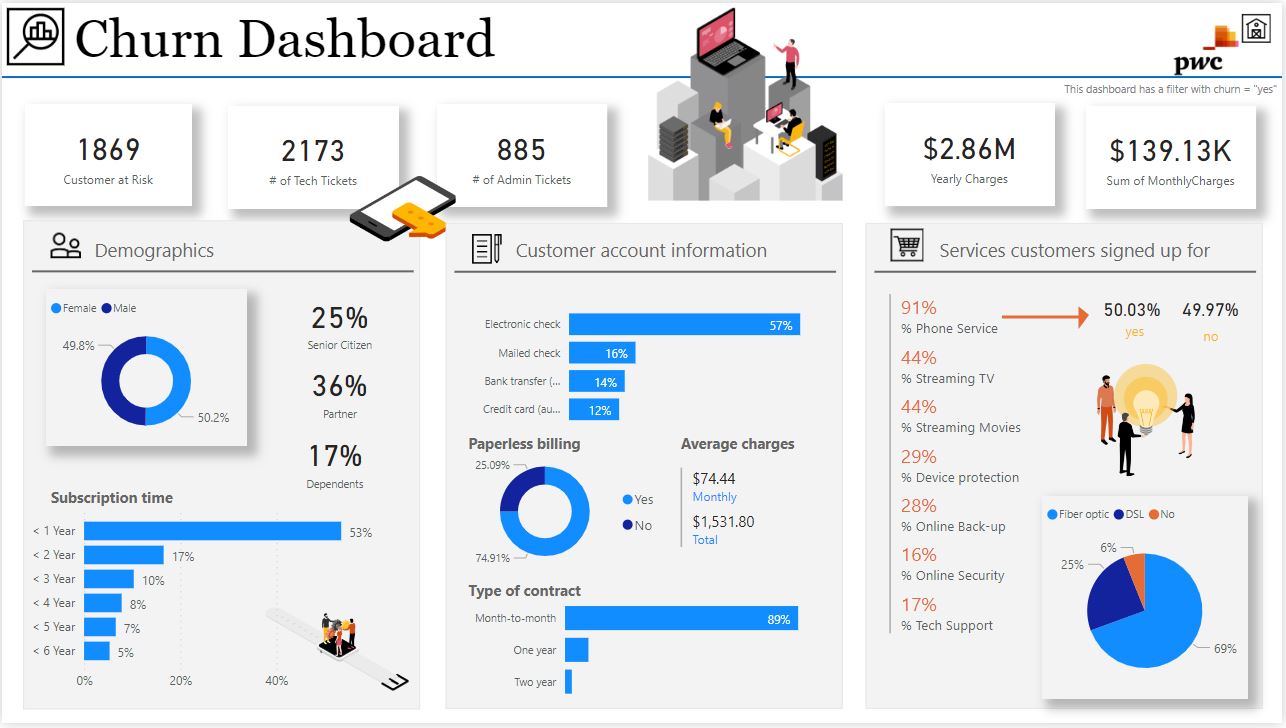 Churn Dashboard
pwc
This dashboard has a filter with churn = "yes"
1869
Customer at Risk
2173
# of Tech Tickets
885
# of Admin Tickets
$2.86M
Yearly Charges
$139.13K
Sum of MonthlyCharges
Demographics
Female Male
49.8%
50.2%
25%
Senior Citizen
36%
Partner
17%
Dependents
Subscription time
< 1 Year 53%
< 2 Year 17%
< 3 Year 10%
< 4 Year 8%
< 5 Year 7%
< 6 Year 5%
0% 20% 40%
Customer account information
Electronic check 57%
Mailed check 16%
Bank transfer (... 14%
Credit card (au... 12%
Paperless billing
25.09%
74.91%
Yes
No
Average charges
$74.44
Monthly
$1,531.80
Total
Type of contract
Month-to-month 89%
One year
Two year
Services customers signed up for
91%
% Phone Service
50.03% 49.97%
yes no
44%
% Streaming TV
44%
% Streaming Movies
29%
% Device protection
28%
% Online Back-up
16%
% Online Security
17%
% Tech Support
Fiber optic DSL No
6%
25%
69%